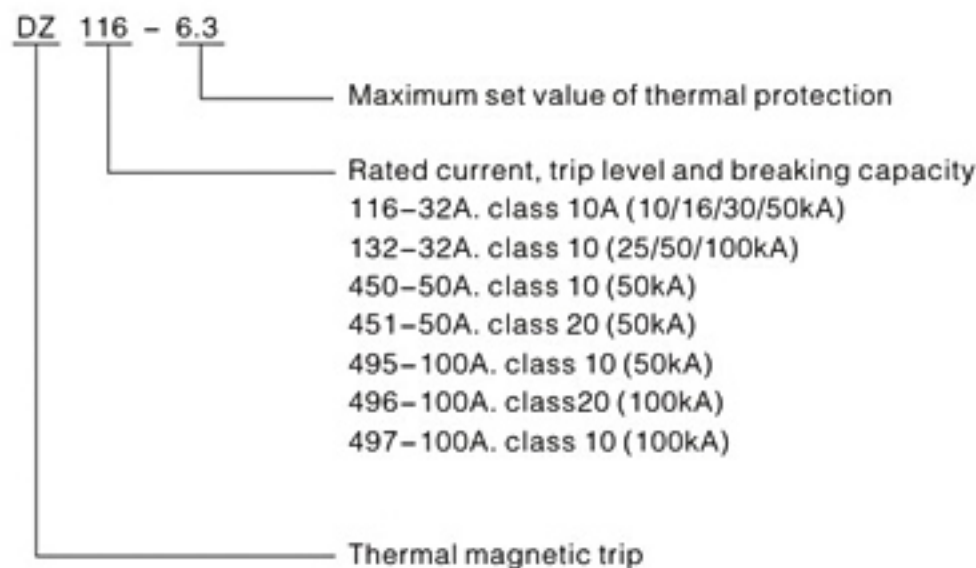 DZ 116 - 6.3
Maximum set value of thermal protection
Rated current, trip level and breaking capacity
116-32A. class 10A (10/16/30/50kA)
132-32A. class 10 (25/50/100kA)
450-50A. class 10 (50kA)
451-50A. class 20 (50kA)
495-100A. class 10 (50kA)
496-100A. class20 (100kA)
497-100A. class 10 (100kA)
Thermal magnetic trip